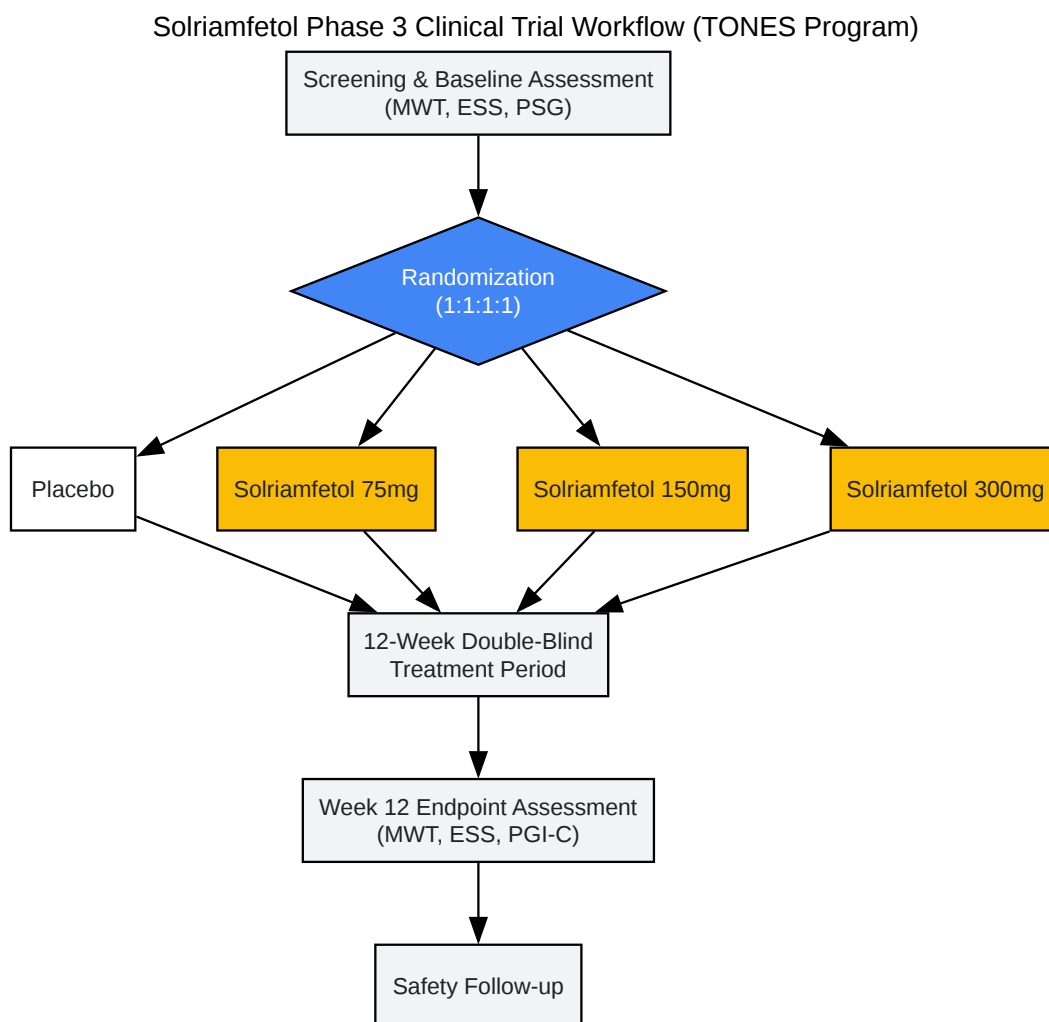 Solriamfetol Phase 3 Clinical Trial Workflow (TONES Program)
Screening & Baseline Assessment
(MWT, ESS, PSG)
Randomization
(1:1:1:1)
Placebo
Solriamfetol 75mg
Solriamfetol 150mg
Solriamfetol 300mg
12-Week Double-Blind
Treatment Period
Week 12 Endpoint Assessment
(MWT, ESS, PGI-C)
Safety Follow-up